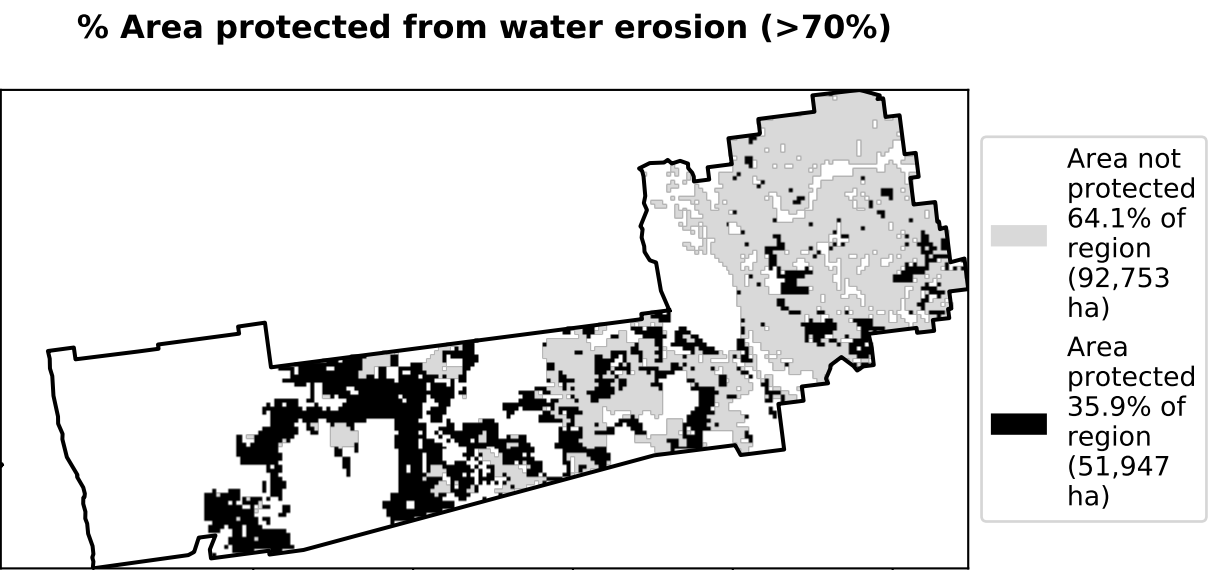 % Area protected from water erosion (>70%)
Area not
protected
64.1% of
region
(92,753
ha)
Area
protected
35.9% of
region
(51,947
ha)